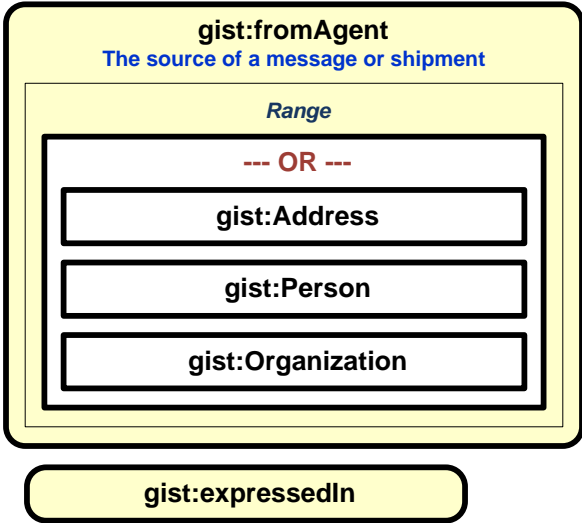 gist:fromAgent
The source of a message or shipment
Range
--- OR ---
gist:Address
gist:Person
gist:Organization
gist:expressedIn